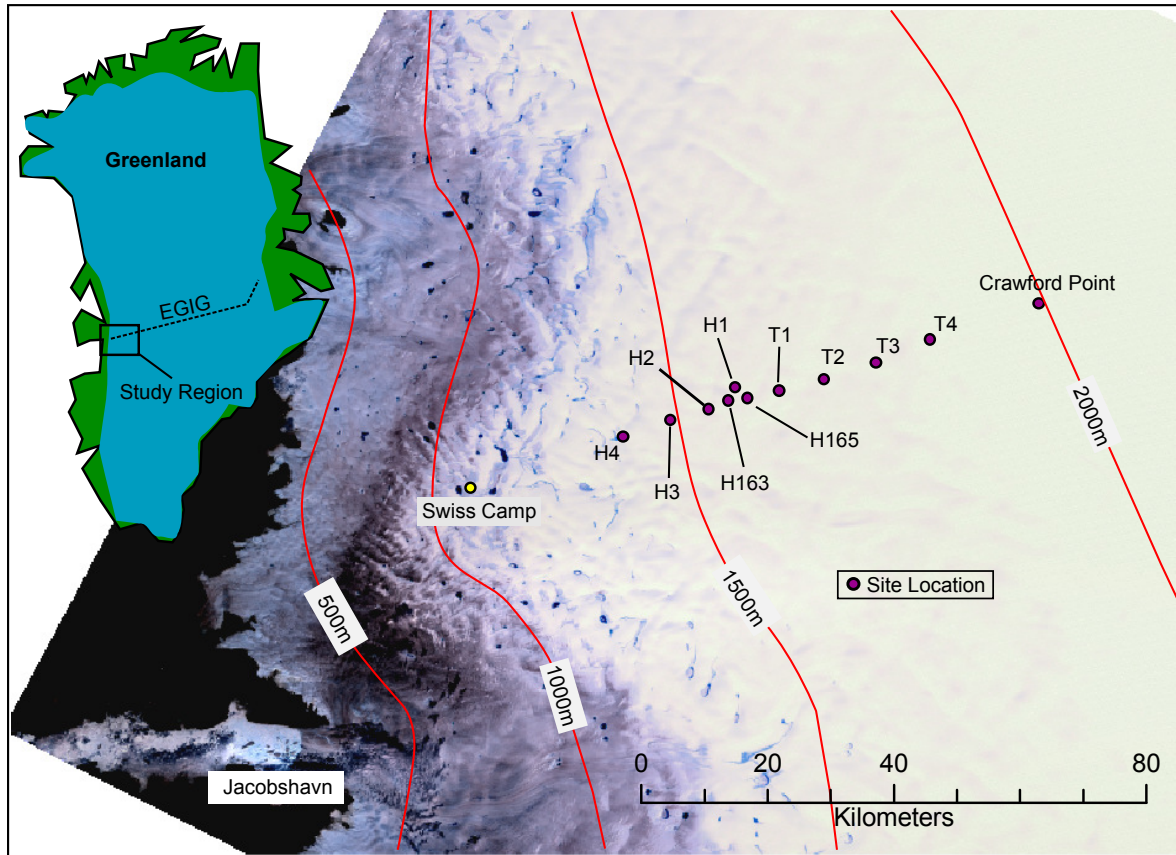 Greenland
EGIG
Study Region
Crawford Point
T4
T3
T2
T1
H1
H2
H165
H163
H3
H4
Swiss Camp
2000m
1500m
1000m
500m
Site Location
Jacobshavn
0 20 40 80
Kilometers